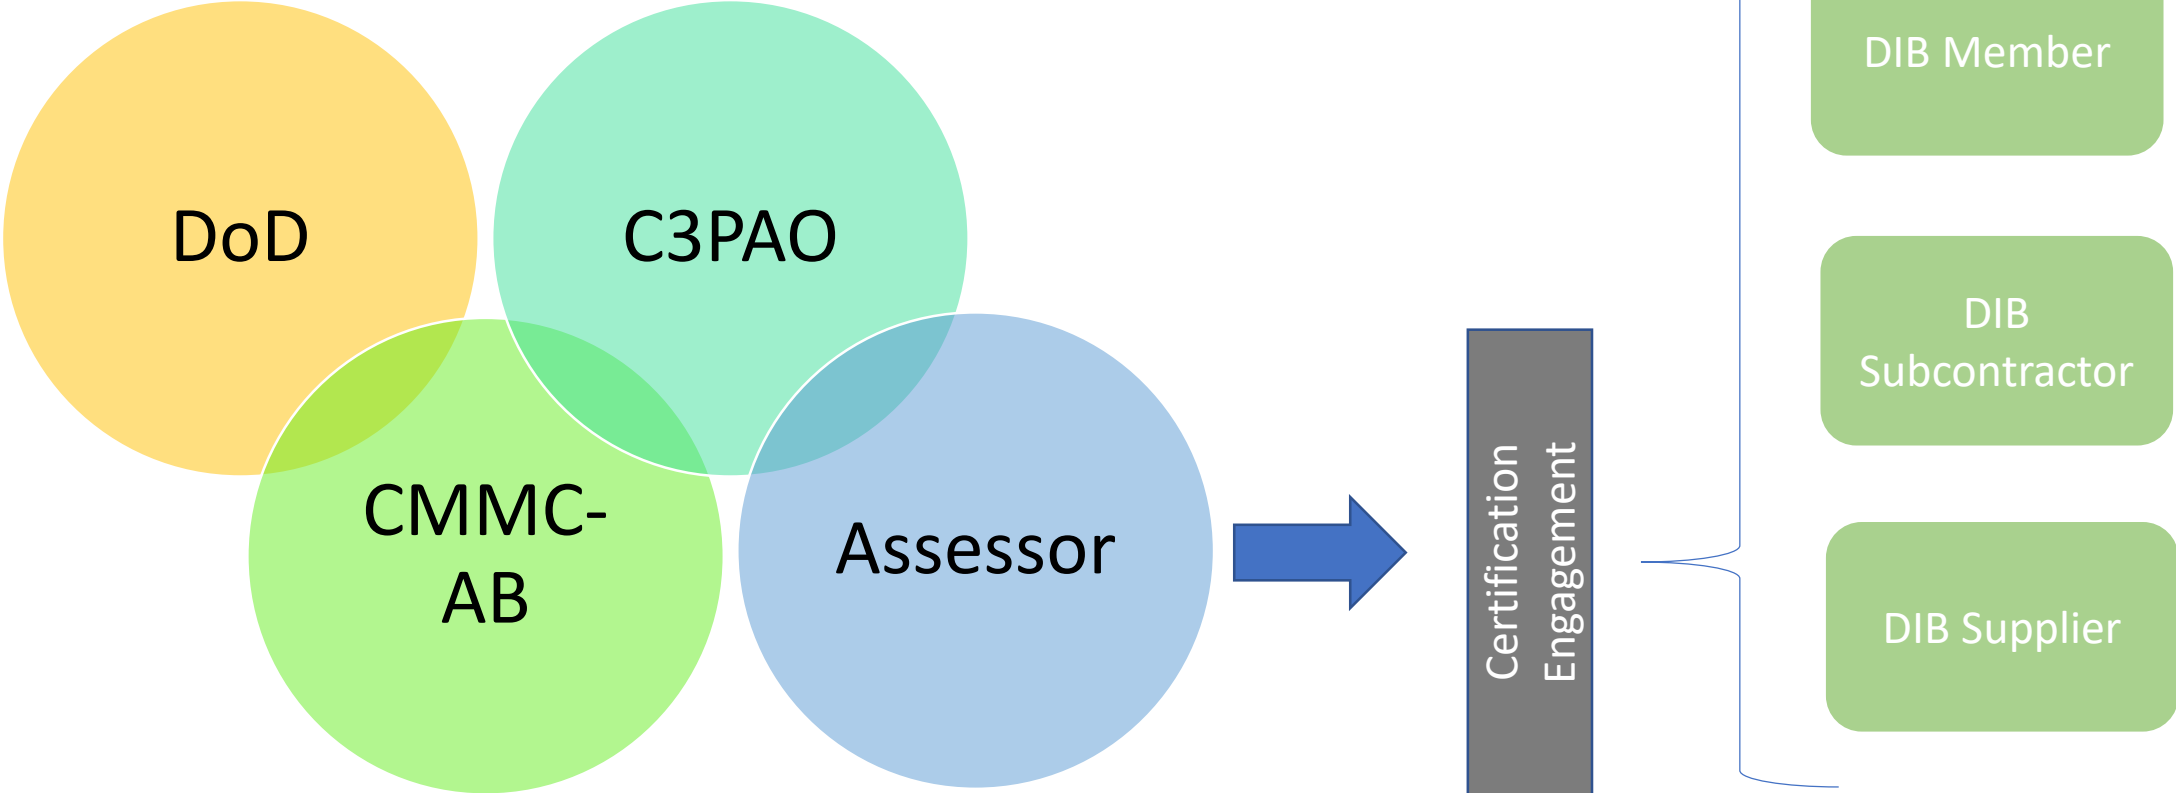 DoD
C3PAO
CMMC-
AB
Assessor
Certification
Engagement
DIB Member
DIB
Subcontractor
DIB Supplier